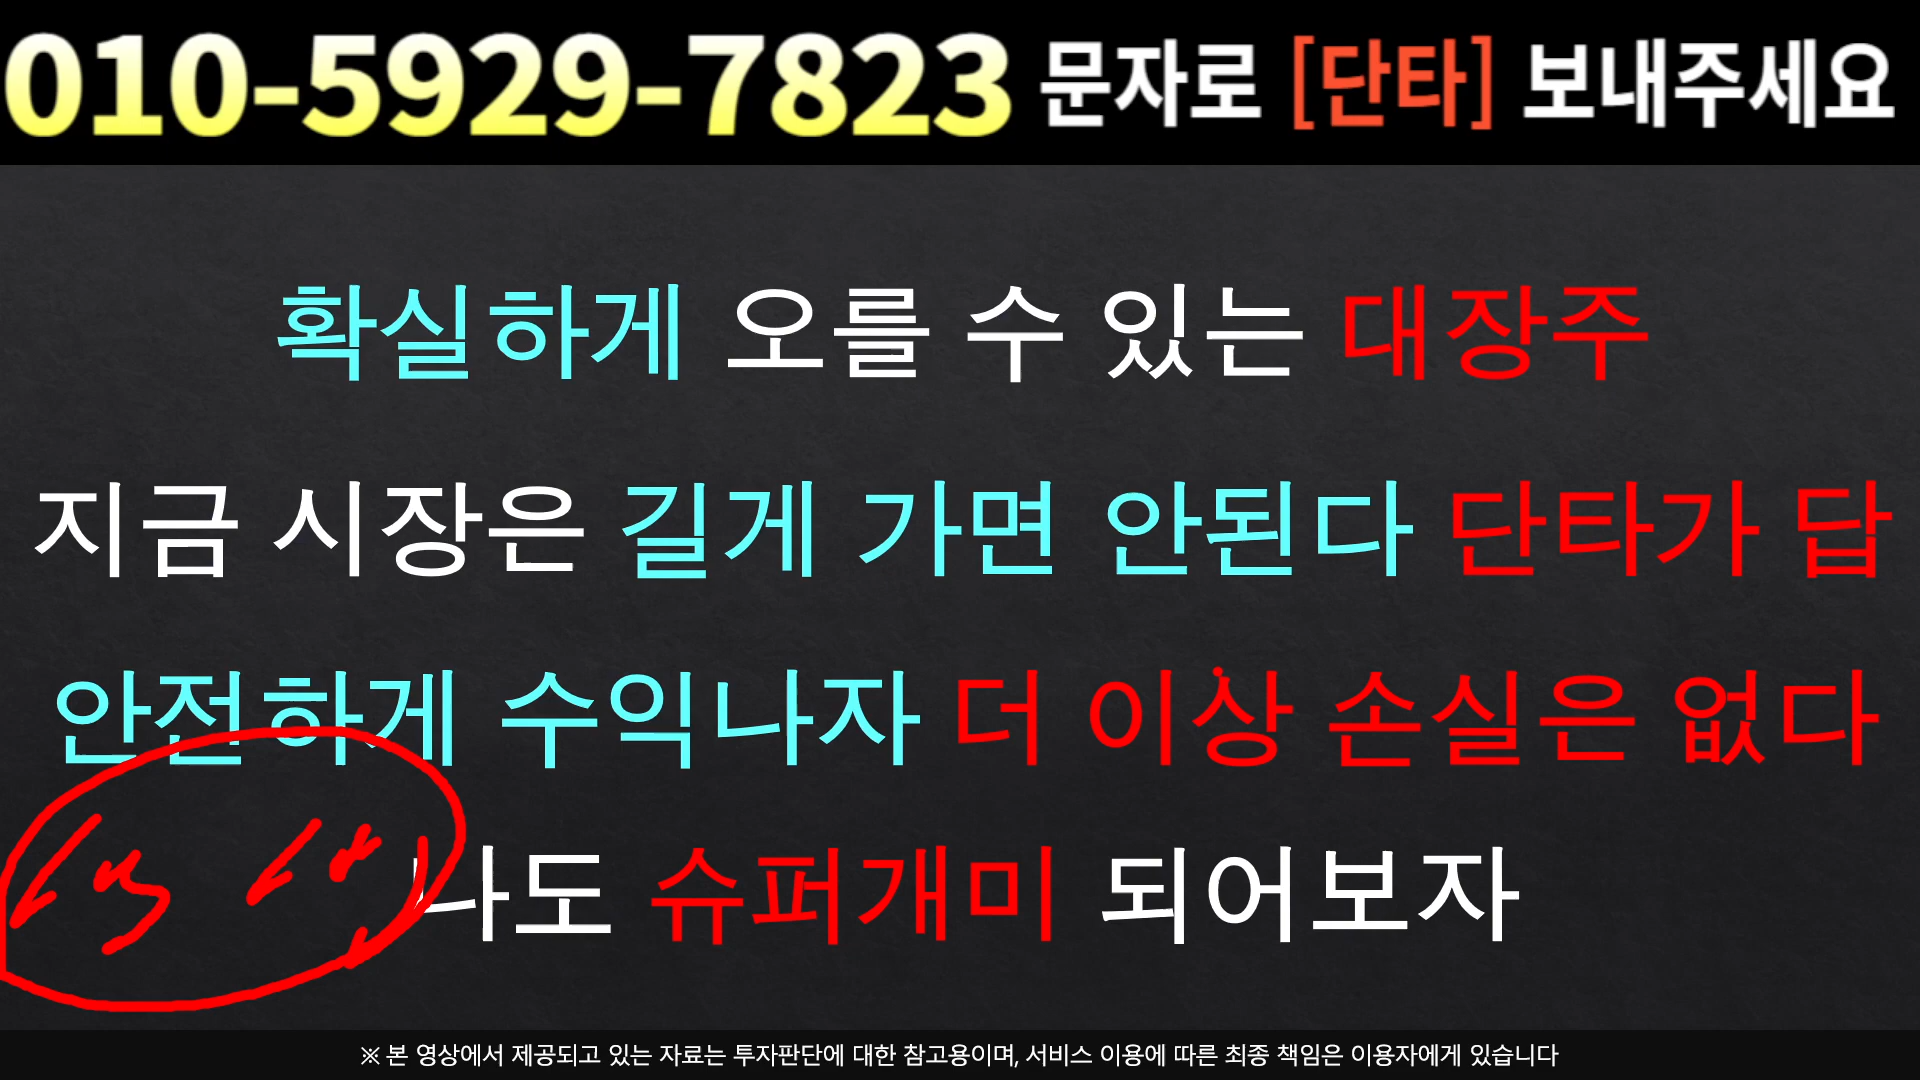 010-5929-7823 문자로 [단타] 보내주세요
확실하게 오를 수 있는 대장주
지금 시장은 길게 가면 안된다 단타가 답
안전하게 수익나자 더 이상 손실은 없다
나도 슈퍼개미 되어보자
※ 본 영상에서 제공되고 있는 자료는 투자판단에 대한 참고용이며, 서비스 이용에 따른 최종 책임은 이용자에게 있습니다